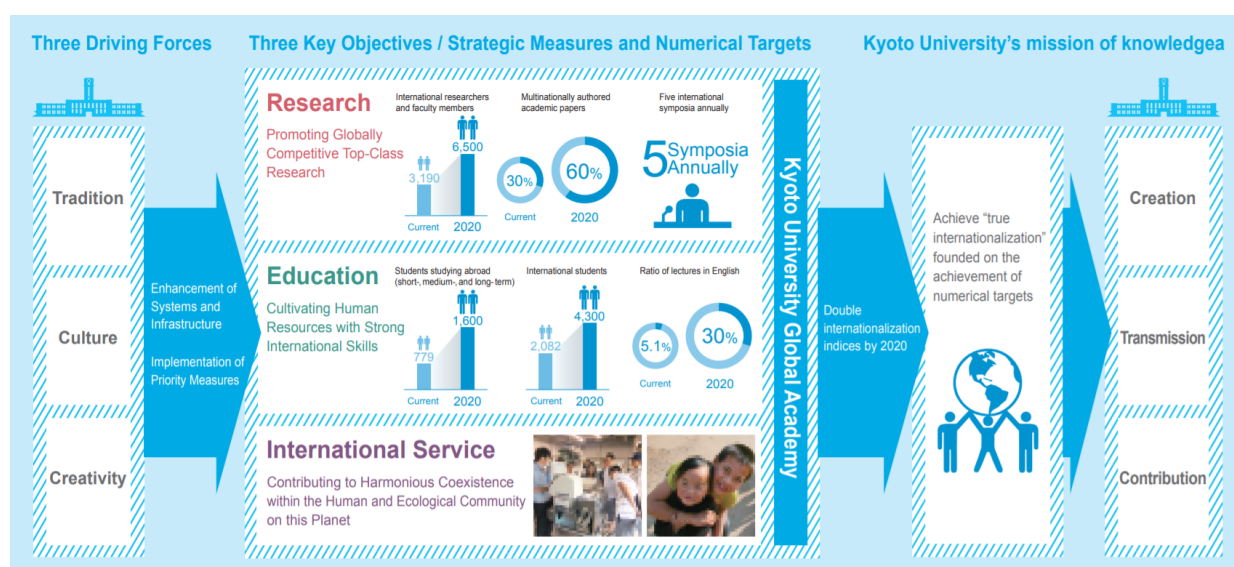 Three Driving Forces
Tradition
Culture
Creativity
Enhancement of
Systems and
Infrastructure
Implementation of
Priority Measures
Three Key Objectives / Strategic Measures and Numerical Targets
Research
Promoting Globally
Competitive Top-Class
Research
International researchers
and faculty members
3,190
6,500
Current
2020
Multinationally authored
academic papers
30%
60%
Current
2020
Five international
symposia annually
5 Symposia
Annually
Education
Cultivating Human
Resources with Strong
International Skills
Students studying abroad
(short-, medium-, and long- term)
779
1,600
Current
2020
International students
2,082
4,300
Current
2020
Ratio of lectures in English
5.1%
30%
Current
2020
International Service
Contributing to Harmonious Coexistence
within the Human and Ecological Community
on this Planet
Kyoto University Global Academy
Double
internationalization
indices by 2020
Kyoto University's mission of knowledgea
Achieve “true
internationalization”
founded on the
achievement of
numerical targets
Creation
Transmission
Contribution